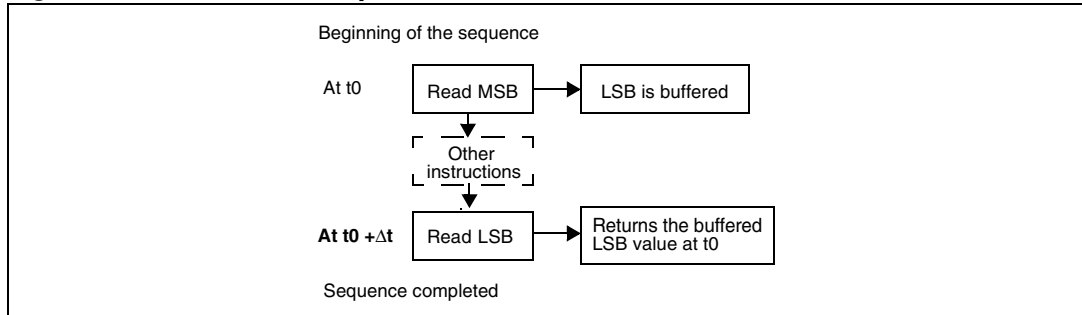 Beginning of the sequence
At t0
Read MSB
LSB is buffered
Other
instructions
At t0 +Δt
Read LSB
Returns the buffered
LSB value at t0
Sequence completed